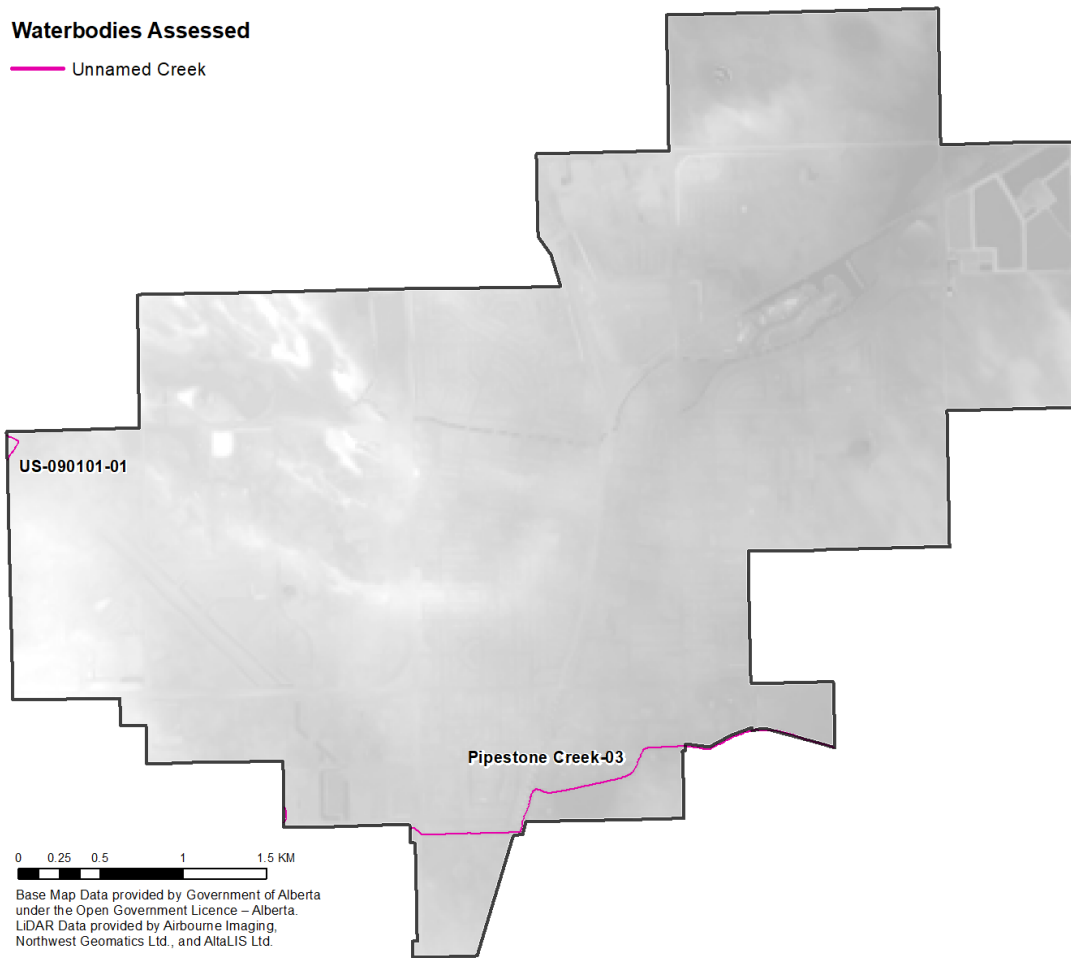 Waterbodies Assessed
Unnamed Creek
US-090101-01
Pipestone Creek-03
0 0.25 0.5 1 1.5 KM
Base Map Data provided by Government of Alberta
under the Open Government Licence – Alberta.
LiDAR Data provided by Airbourne Imaging,
Northwest Geomatics Ltd., and AltaLIS Ltd.